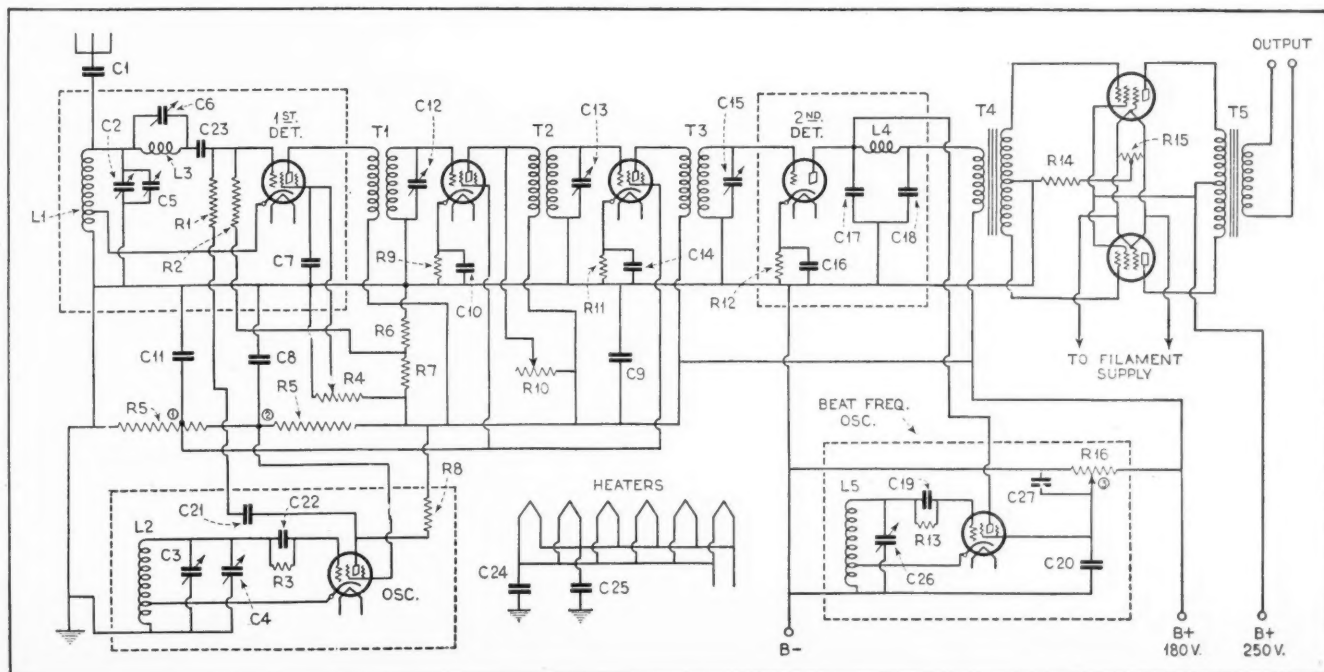 C1
C6
C2
C23
1ST. DET.
C12
C13
C15
2ND. DET.
L4
T4
T5
OUTPUT
T1
T2
T3
L3
C5
L1
R1
R2
C7
R9
C10
R11
C14
R12
C16
C17
C18
R14
R15
TO FILAMENT
SUPPLY
R6
R7
C11
C8
R4
R10
C9
R5
①
②
R5
R8
BEAT FREQ.
OSC.
R16
③
C27
HEATERS
L2
C21
C22
C3
R3
C4
OSC.
C24
C25
L5
C19
R13
C26
C20
B-
B+
180 V.
B+
250 V.